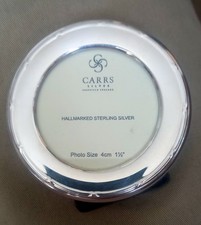 CARRS
SILVER
HALLMARKED STERLING SILVER
Photo Size 4cm 1½"